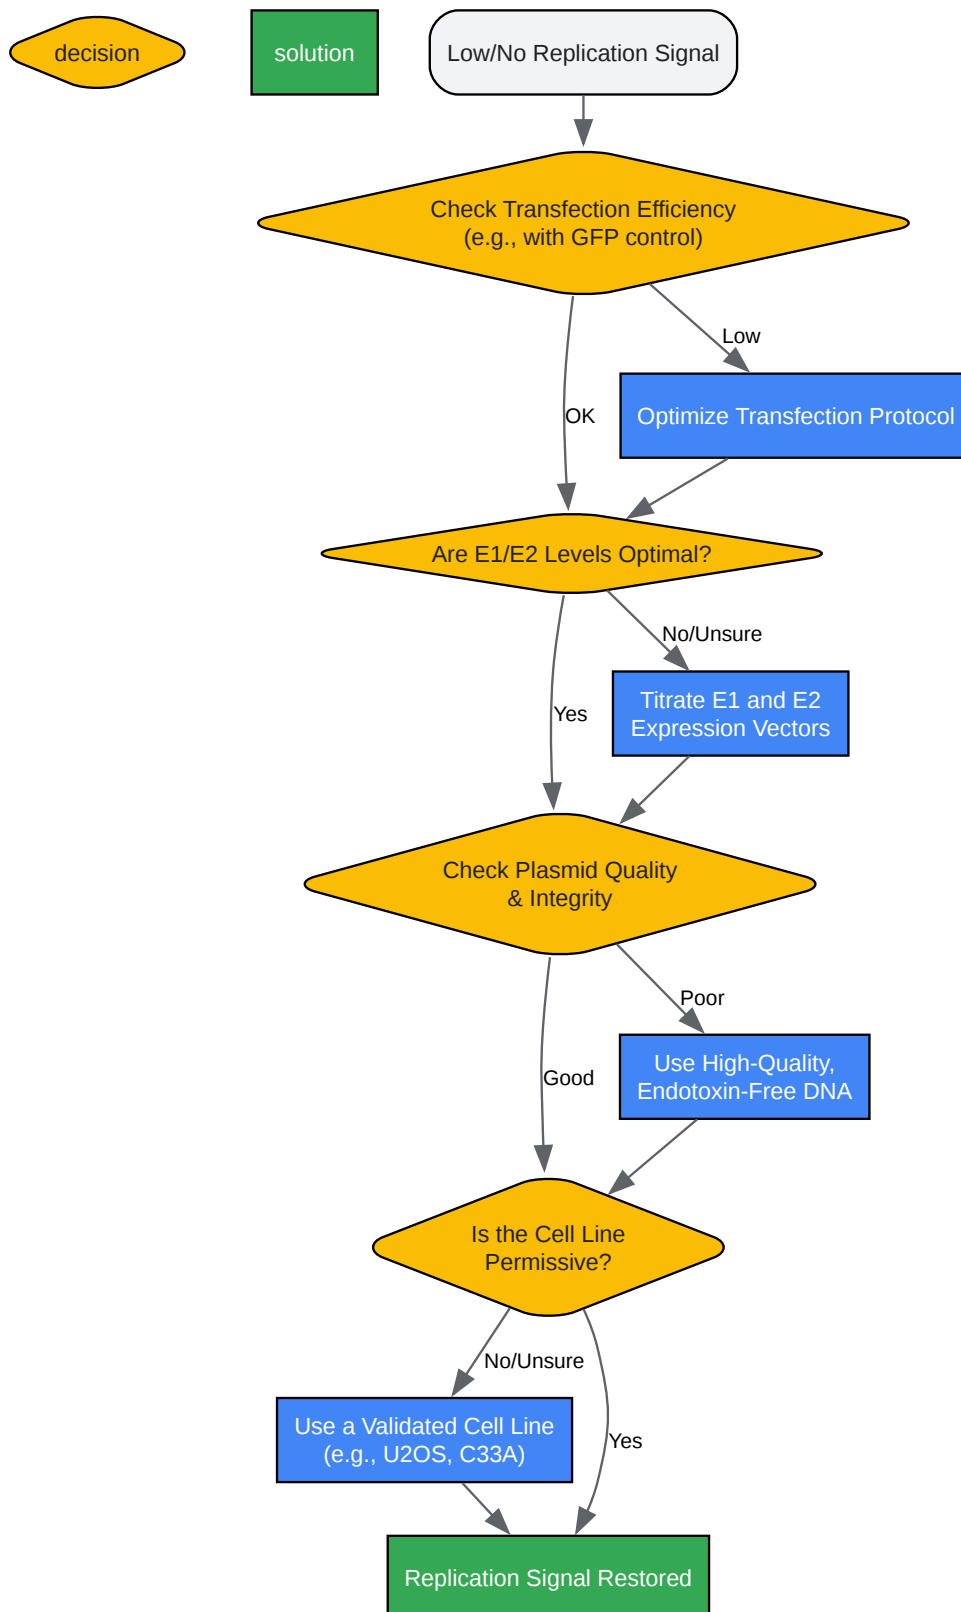 decision
solution
Low/No Replication Signal
Check Transfection Efficiency
(e.g., with GFP control)
Low
OK
Optimize Transfection Protocol
Are E1/E2 Levels Optimal?
No/Unsure
Yes
Titrate E1 and E2
Expression Vectors
Check Plasmid Quality
& Integrity
Poor
Good
Use High-Quality,
Endotoxin-Free DNA
Is the Cell Line
Permissive?
No/Unsure
Yes
Use a Validated Cell Line
(e.g., U2OS, C33A)
Replication Signal Restored